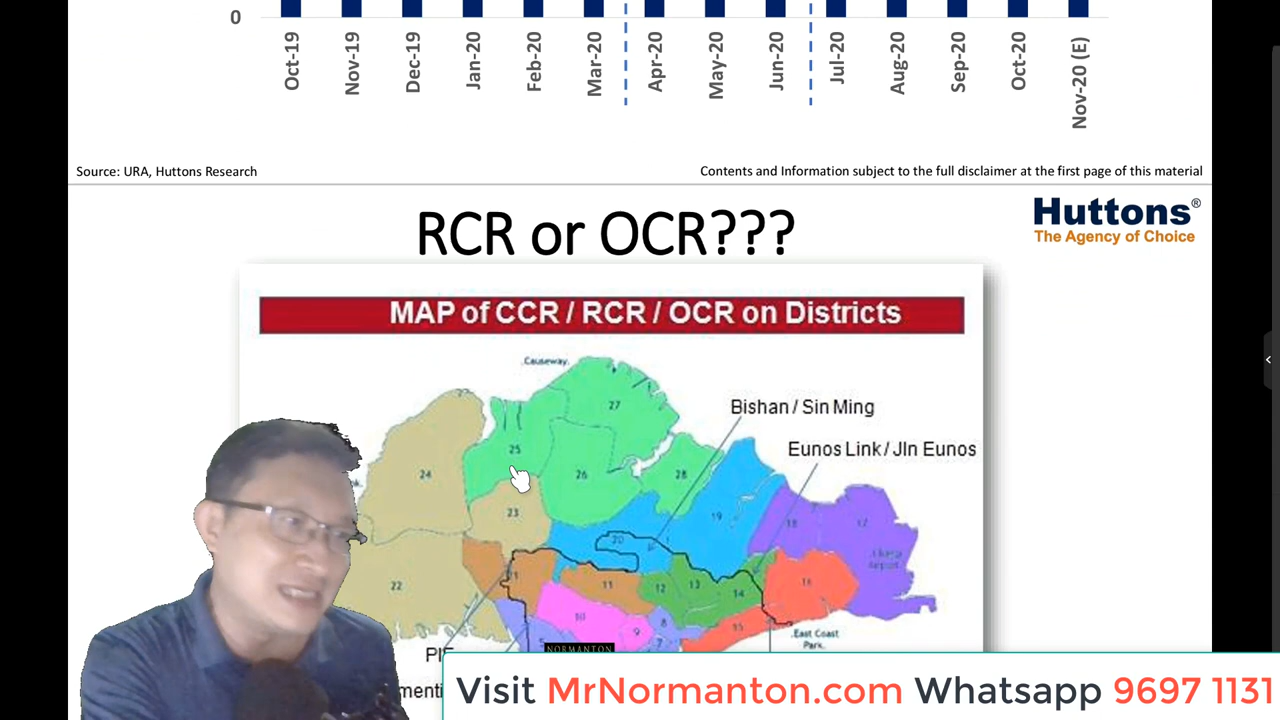 0
Oct-19
Nov-19
Dec-19
Jan-20
Feb-20
Mar-20
Apr-20
May-20
Jun-20
Jul-20
Aug-20
Sep-20
Oct-20
Nov-20 (E)
Source: URA, Huttons Research
Contents and Information subject to the full disclaimer at the first page of this material
RCR or OCR???
Huttons®
The Agency of Choice
MAP of CCR / RCR / OCR on Districts
Causeway.
27
Bishan / Sin Ming
25
Eunos Link / Jln Eunos
24
26
28
23
19
18
17
20
22
21
11
12
13
14
16
10
9
8
15
7
East Coast
Park.
NORMANTON
Visit MrNormanton.com Whatsapp 9697 1131